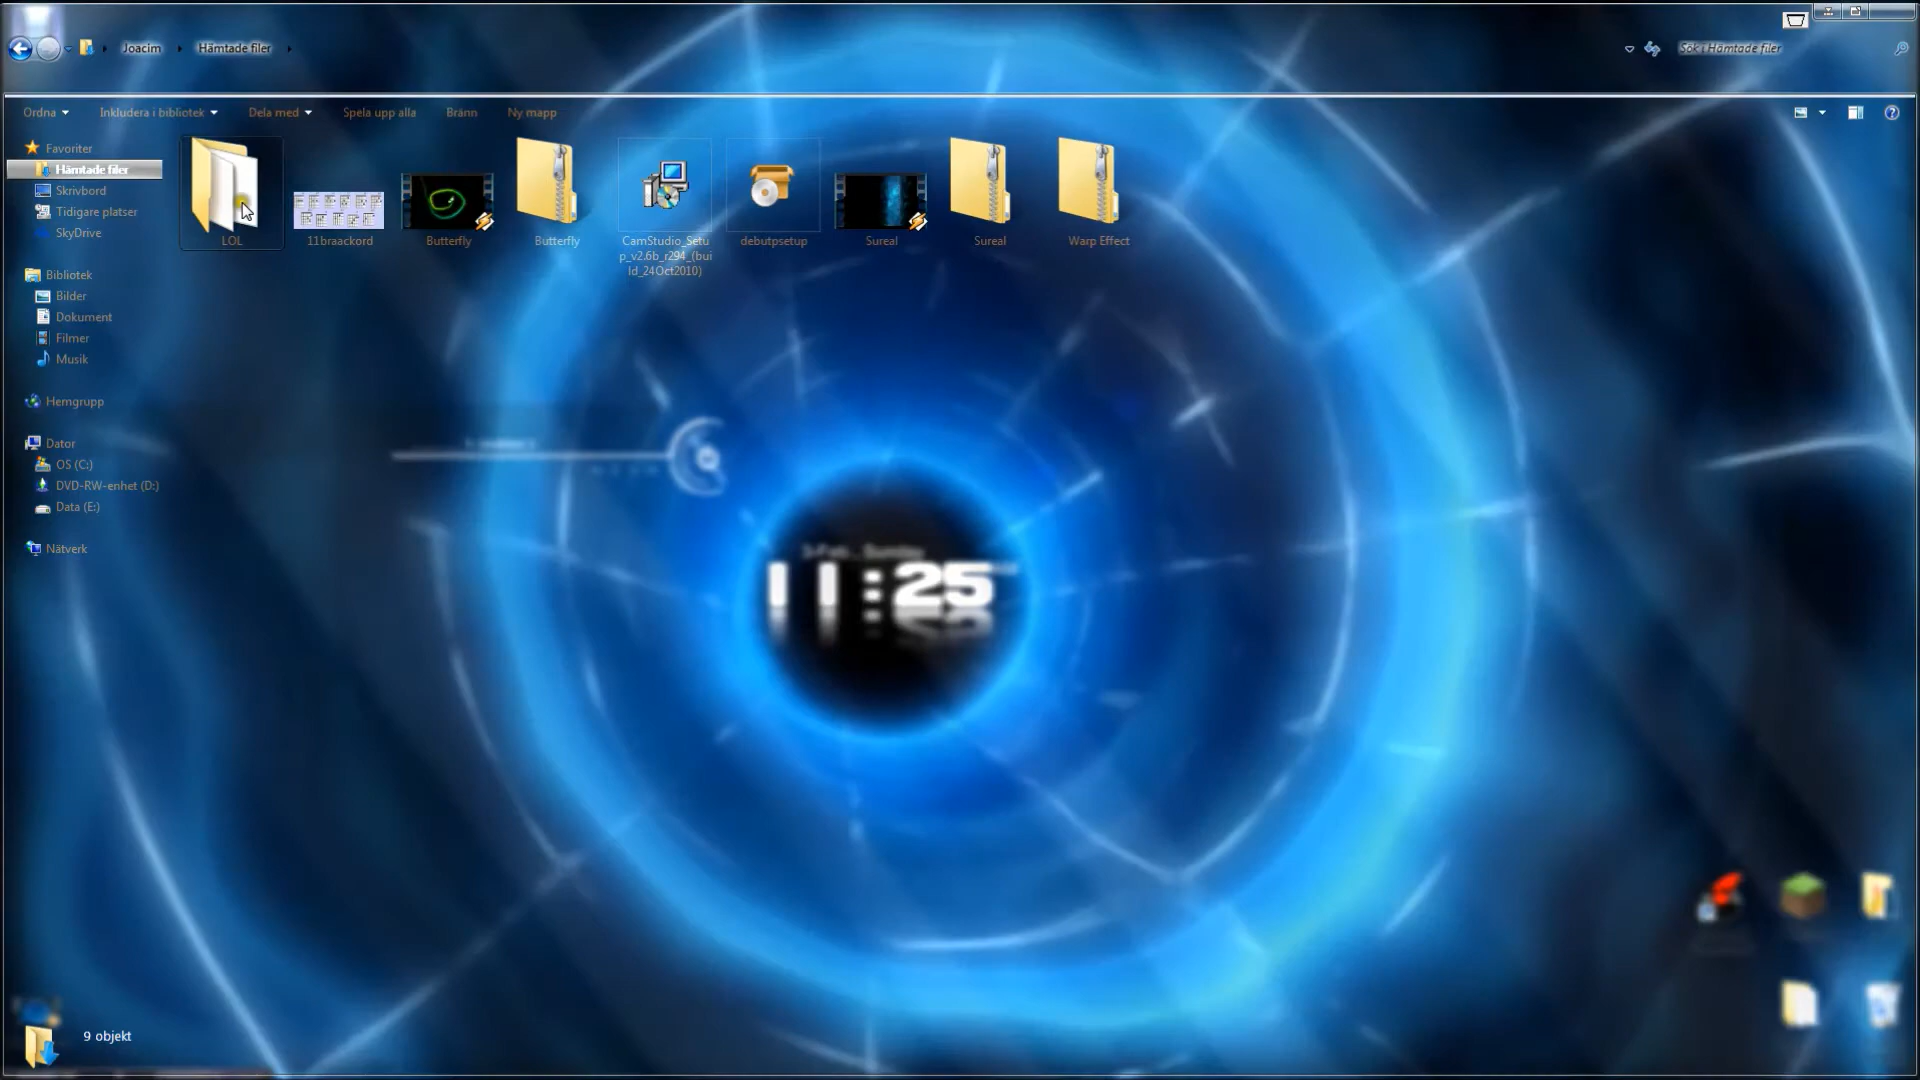 Joacim
Hämtade filer
Sök i Hämtade filer
Ordna
Inkludera i bibliotek
Dela med
Spela upp alla
Bränn
Ny mapp
Favoriter
Hämtade filer
Skrivbord
Tidigare platser
SkyDrive
Bibliotek
Bilder
Dokument
Filmer
Musik
Hemgrupp
Dator
OS (C:)
DVD-RW-enhet (D:)
Data (E:)
Nätverk
LOL
11braackord
Butterfly
Butterfly
CamStudio_Setu
p_v2.6b_r294_(bui
ld_24Oct2010)
debutpsetup
Sureal
Sureal
Warp Effect
Sunday
11:25
9 objekt